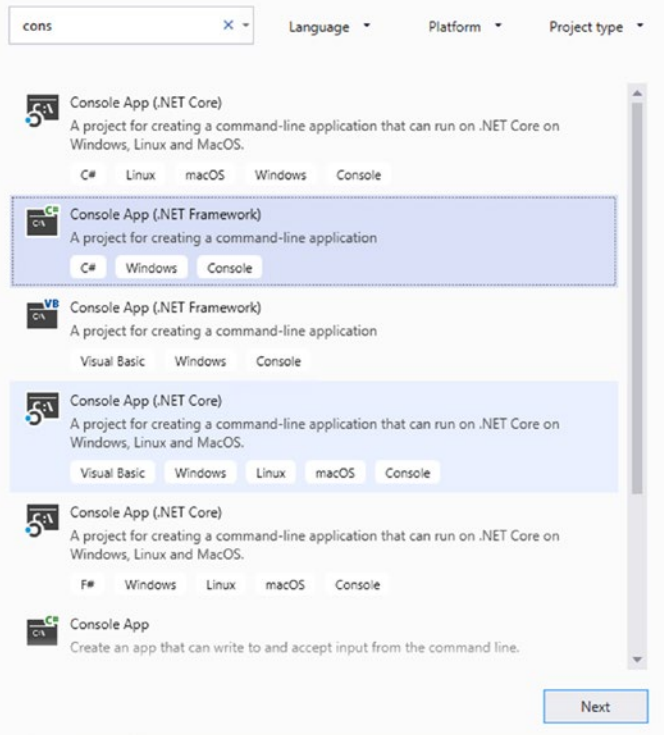 cons
Language
Platform
Project type
Console App (.NET Core)
A project for creating a command-line application that can run on .NET Core on
Windows, Linux and MacOS.
C# Linux macOS Windows Console
Console App (.NET Framework)
A project for creating a command-line application
C# Windows Console
Console App (.NET Framework)
A project for creating a command-line application
Visual Basic Windows Console
Console App (.NET Core)
A project for creating a command-line application that can run on .NET Core on
Windows, Linux and MacOS.
Visual Basic Windows Linux macOS Console
Console App (.NET Core)
A project for creating a command-line application that can run on .NET Core on
Windows, Linux and MacOS.
F# Windows Linux macOS Console
Console App
Create an app that can write to and accept input from the command line.
Next